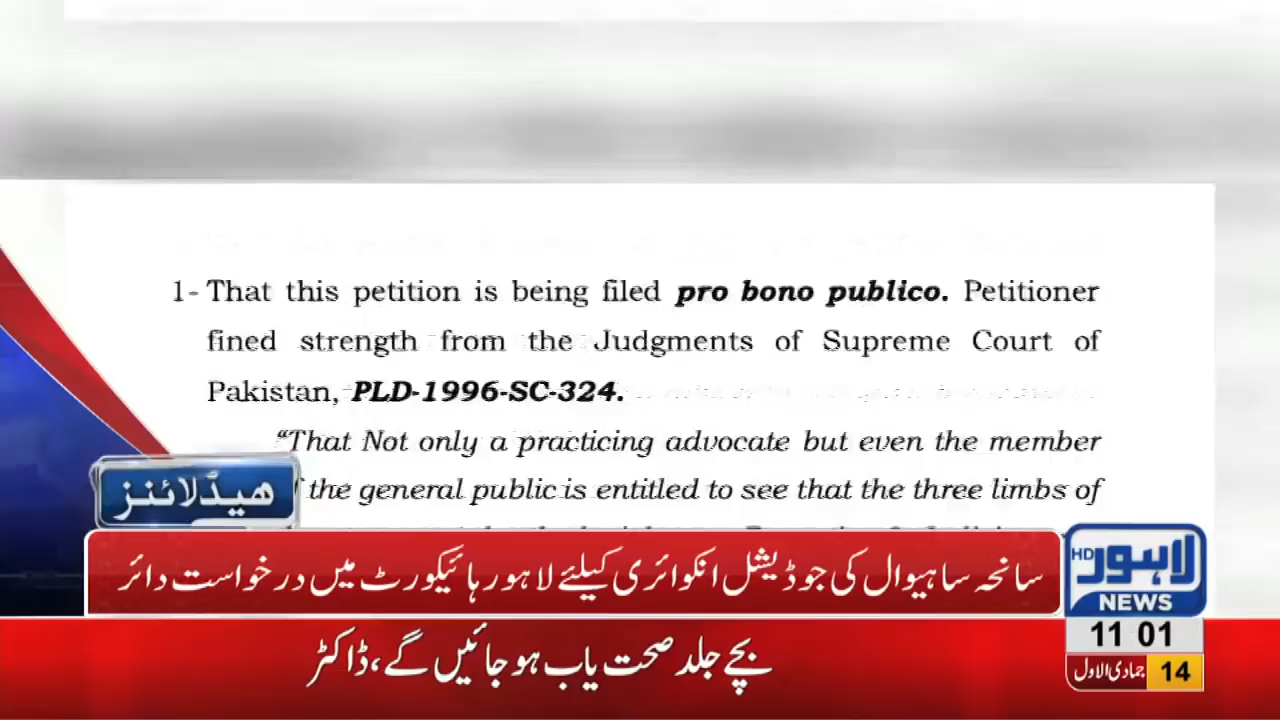 1- That this petition is being filed pro bono publico. Petitioner
fined strength from the Judgments of Supreme Court of
Pakistan, PLD-1996-SC-324.
“That Not only a practicing advocate but even the member
the general public is entitled to see that the three limbs of
ہیڈلائنز
سانحہ ساہیوال کی جوڈیشل انکوائری کیلئے لاہور ہائیکورٹ میں درخواست دائر
لاہور HD
NEWS
11 01
14 جمادی الاول
بچے جلد صحت یاب ہو جائیں گے، ڈاکٹر